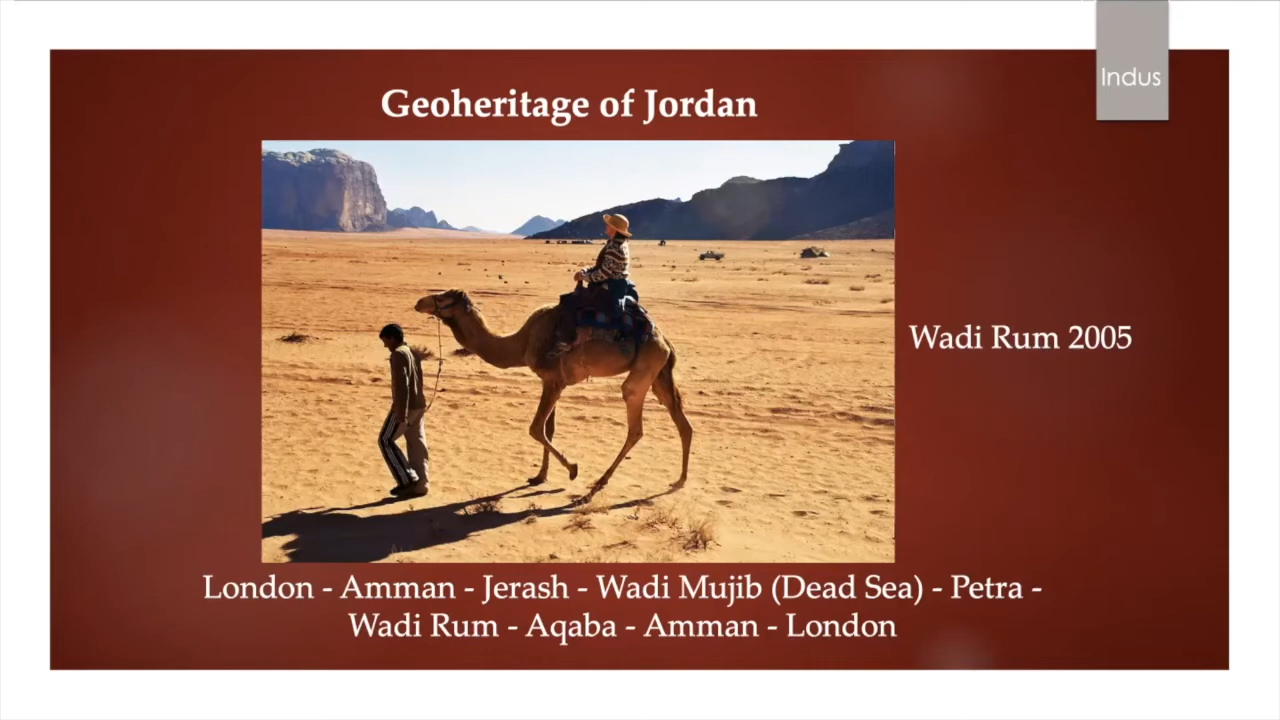 Indus
Geoheritage of Jordan
Wadi Rum 2005
London - Amman - Jerash - Wadi Mujib (Dead Sea) - Petra -
Wadi Rum - Aqaba - Amman - London